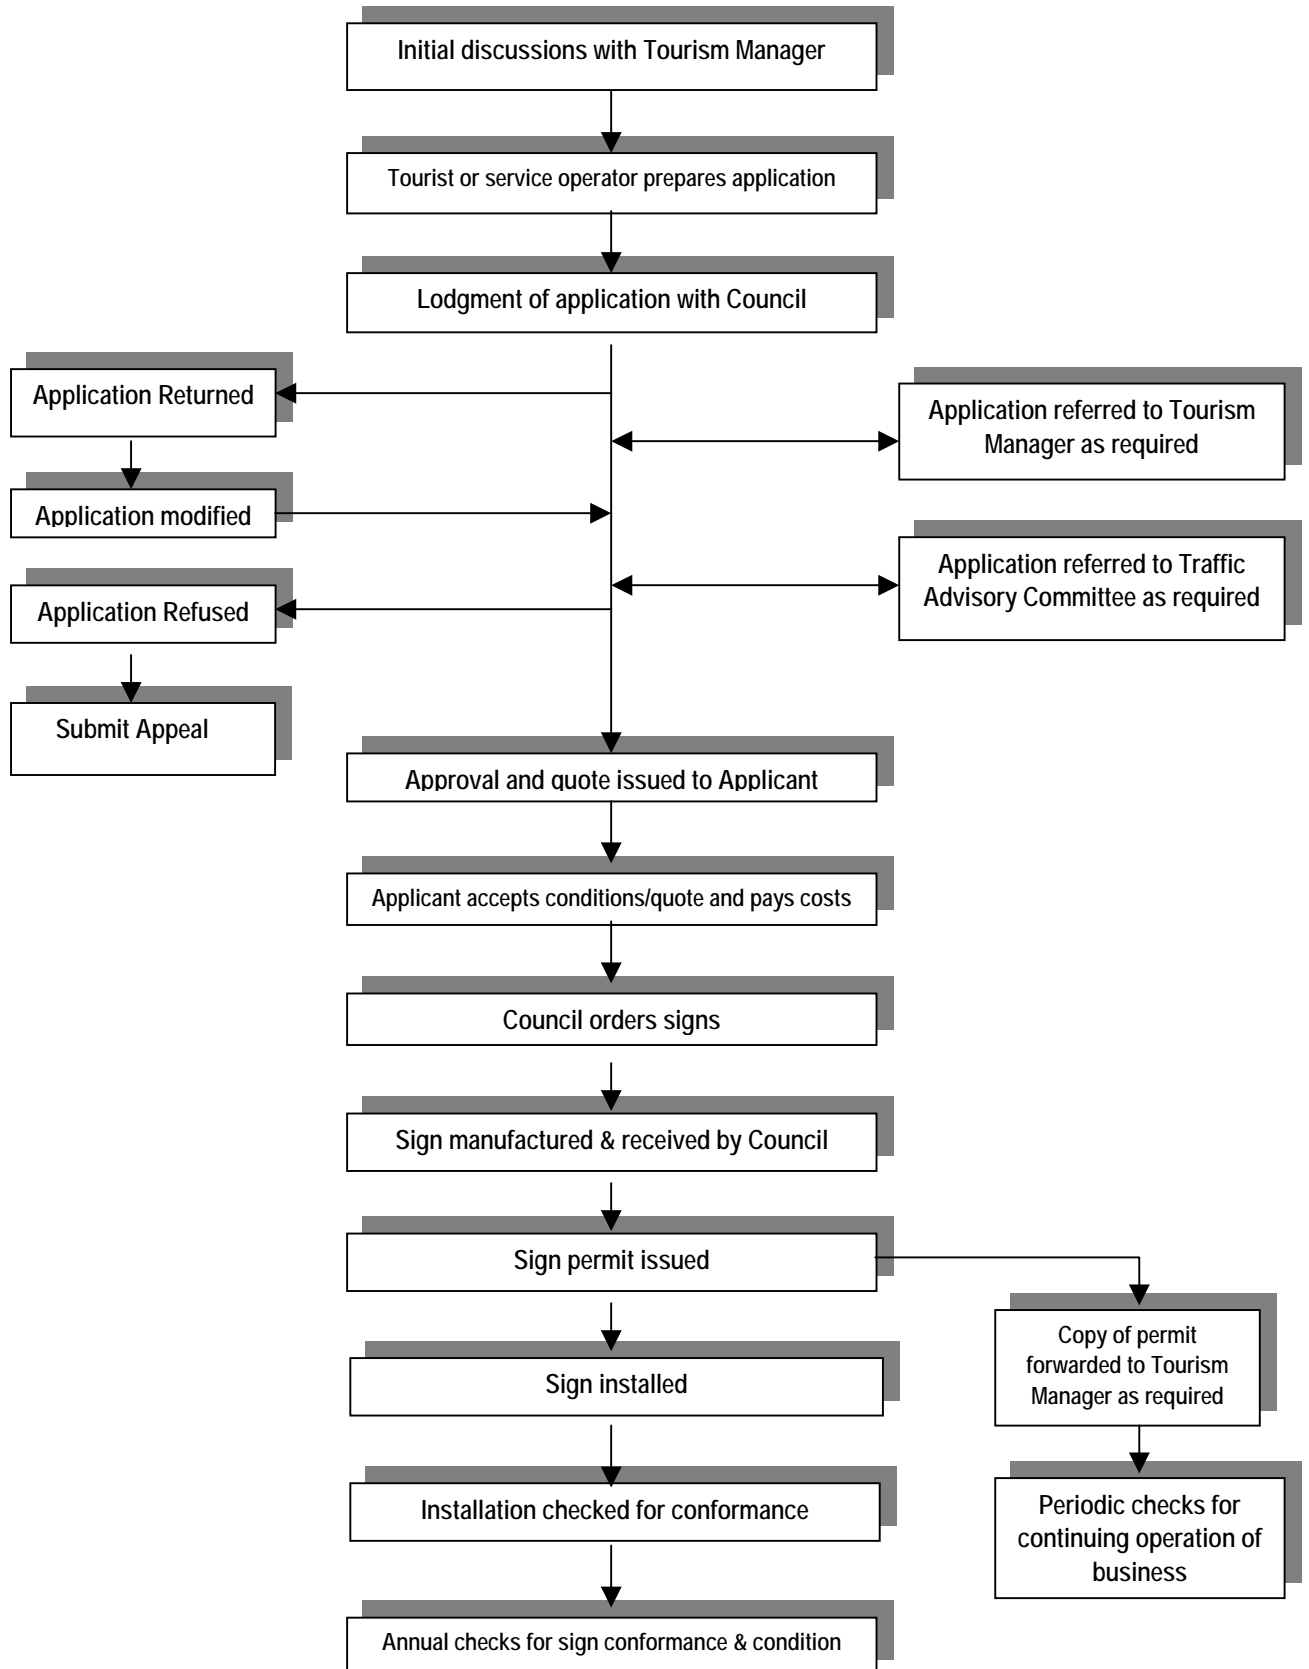 Initial discussions with Tourism Manager
Tourist or service operator prepares application
Lodgment of application with Council
Application Returned
Application referred to Tourism
Manager as required
Application modified
Application referred to Traffic
Advisory Committee as required
Application Refused
Submit Appeal
Approval and quote issued to Applicant
Applicant accepts conditions/quote and pays costs
Council orders signs
Sign manufactured & received by Council
Sign permit issued
Copy of permit
forwarded to Tourism
Manager as required
Sign installed
Periodic checks for
continuing operation of
business
Installation checked for conformance
Annual checks for sign conformance & condition